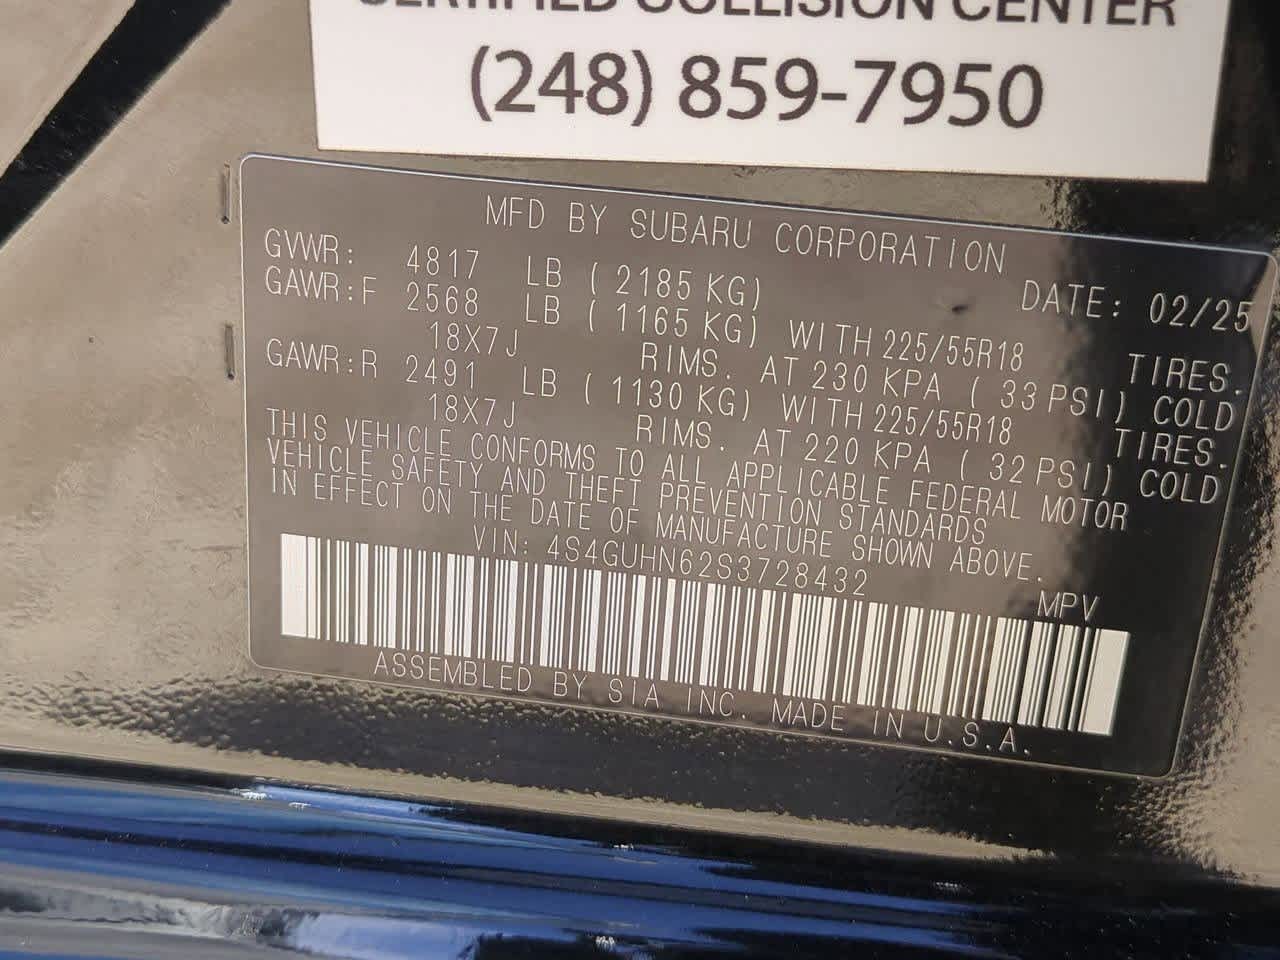 CERTIFIED COLLISION CENTER
(248) 859-7950
MFD BY SUBARU CORPORATION
GVWR: 4817 LB ( 2185 KG) DATE: 02/25
GAWR:F 2568 LB ( 1165 KG) WITH 225/55R18 TIRES.
18X7J RIMS. AT 230 KPA ( 33 PSI) COLD
GAWR:R 2491 LB ( 1130 KG) WITH 225/55R18 TIRES.
18X7J RIMS. AT 220 KPA ( 32 PSI) COLD
THIS VEHICLE CONFORMS TO ALL APPLICABLE FEDERAL MOTOR
VEHICLE SAFETY AND THEFT PREVENTION STANDARDS
IN EFFECT ON THE DATE OF MANUFACTURE SHOWN ABOVE.
VIN: 4S4GUHN62S3728432 MPV
ASSEMBLED BY SIA INC. MADE IN U.S.A.